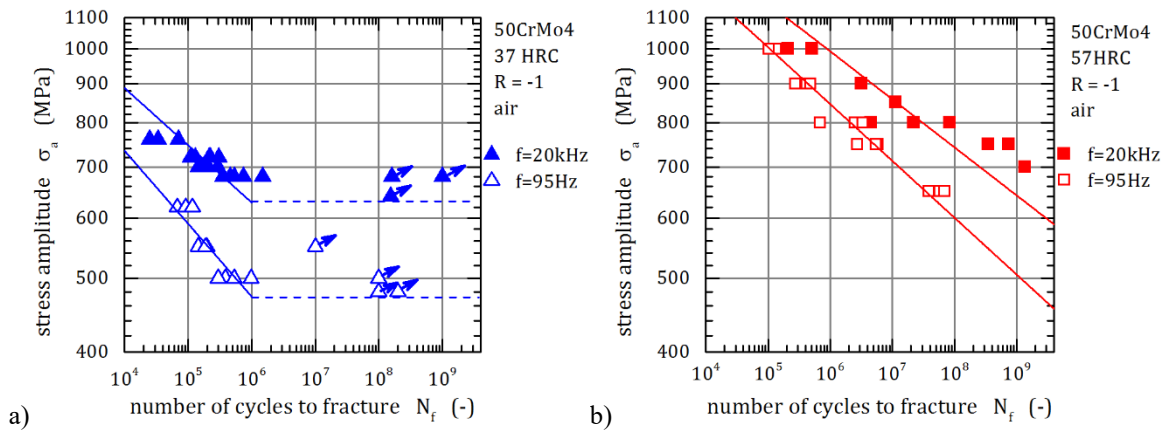 1100
1000
900
800
700
600
500
400
stress amplitude σa (MPa)
10^4 10^5 10^6 10^7 10^8 10^9
number of cycles to fracture Nf (-)
50CrMo4
37 HRC
R = -1
air
f=20kHz
f=95Hz
a)
1100
1000
900
800
700
600
500
400
stress amplitude σa (MPa)
10^4 10^5 10^6 10^7 10^8 10^9
number of cycles to fracture Nf (-)
50CrMo4
57HRC
R = -1
air
f=20kHz
f=95Hz
b)